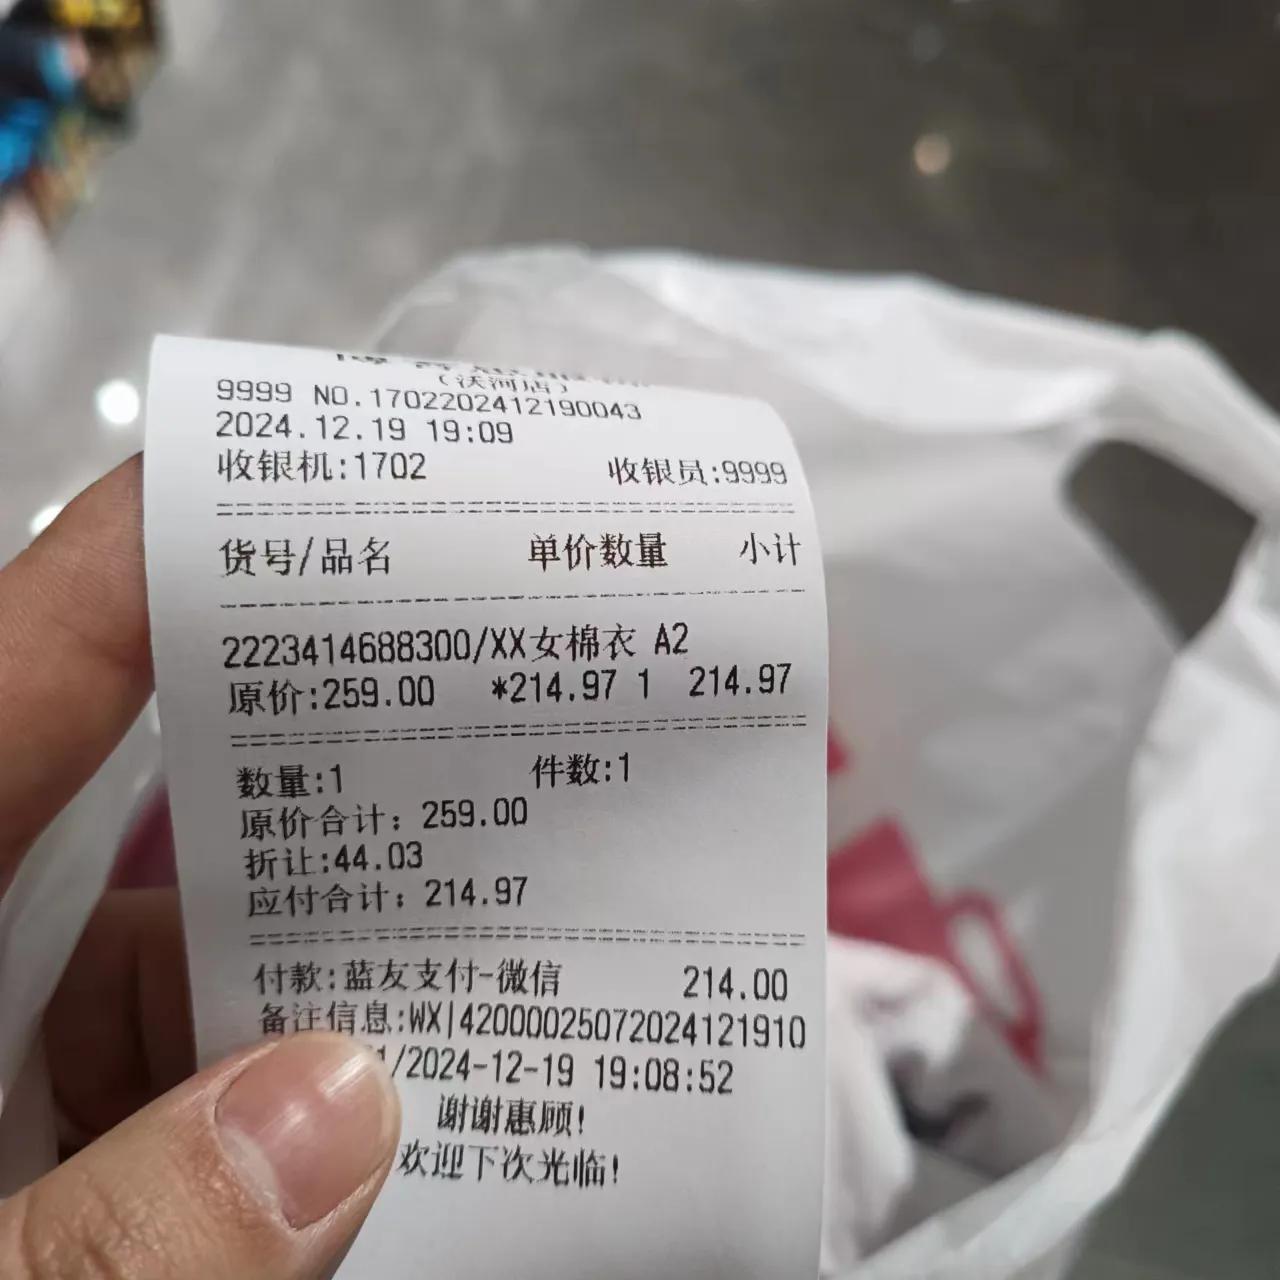 (沃河店)
9999 NO.1702202412190043
2024.12.19 19:09
收银机:1702 收银员:9999
货号/品名 单价数量 小计
2223414688300/XX女棉衣 A2
原价:259.00 *214.97 1 214.97
数量:1 件数:1
原价合计：259.00
折让:44.03
应付合计：214.97
付款:蓝友支付-微信 214.00
备注信息:WX|4200002507202412191​0
1/2024-12-19 19:08:52
谢谢惠顾!
欢迎下次光临!